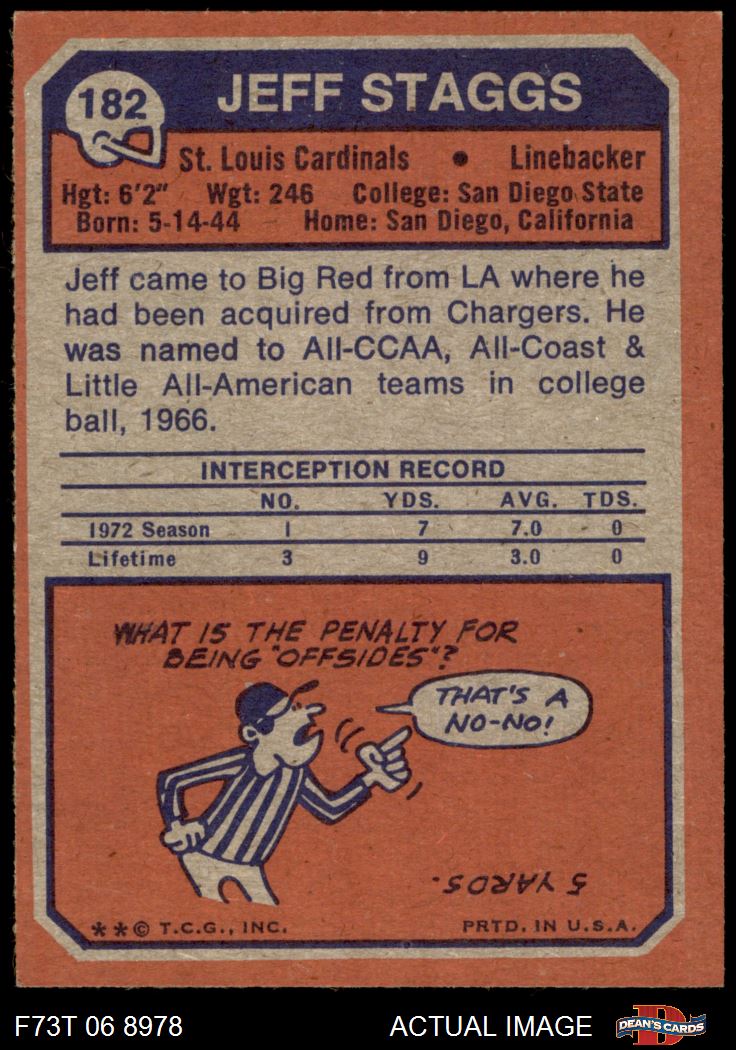 182
JEFF STAGGS
St. Louis Cardinals • Linebacker
Hgt: 6'2" Wgt: 246 College: San Diego State
Born: 5-14-44 Home: San Diego, California
Jeff came to Big Red from LA where he
had been acquired from Chargers. He
was named to All-CCAA, All-Coast &
Little All-American teams in college
ball, 1966.
INTERCEPTION RECORD
NO. YDS. AVG. TDS.
1972 Season 1 7 7.0 0
Lifetime 3 9 3.0 0
WHAT IS THE PENALTY FOR
BEING "OFFSIDES"?
THAT'S A
NO-NO!
5 YARDS.
**© T.C.G., INC. PRTD. IN U.S.A.
F73T 06 8978 ACTUAL IMAGE D
DEAN'S CARDS